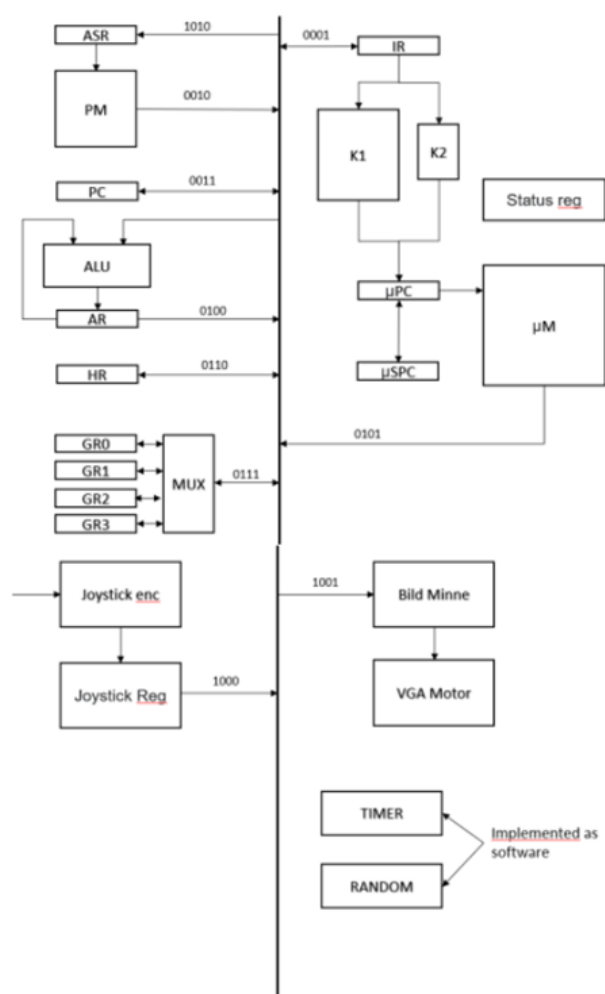 ASR
1010
0001
IR
PM
0010
K1
K2
PC
0011
Status reg
ALU
µPC
µM
AR
0100
HR
0110
µSPC
0101
GR0
GR1
GR2
GR3
MUX
0111
Joystick enc
1001
Bild Minne
Joystick Reg
1000
VGA Motor
TIMER
Implemented as
software
RANDOM